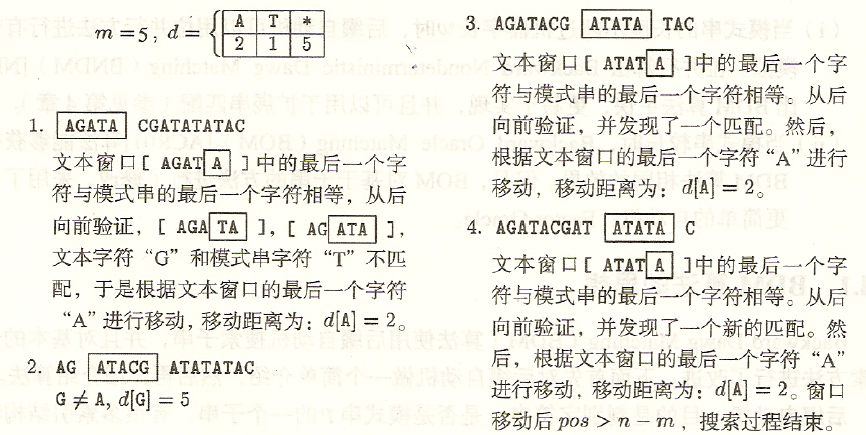 m = 5; d = { A T *
2 1 5
1. AGATA CGATATATAC
文本窗口[ AGAT A ]中的最后一个字
符与模式串的最后一个字符相等，从后
向前验证，[ AGA TA ]，[ AG ATA ]，
文本字符“G”和模式串字符“T”不匹
配，于是根据文本窗口的最后一个字符
“A”进行移动，移动距离为：d[A] = 2。
2. AG ATACG ATATATAC
G ≠ A, d[G] = 5
3. AGATACG ATATA TAC
文本窗口[ ATAT A ]中的最后一个字
符与模式串的最后一个字符相等。从后
向前验证，并发现了一个匹配。然后，
根据文本窗口的最后一个字符“A”进行
移动，移动距离为：d[A] = 2。
4. AGATACGAT ATATA C
文本窗口[ ATAT A ]中的最后一个字
符与模式串的最后一个字符相等。从后
向前验证，并发现了一个新的匹配。然
后，根据文本窗口的最后一个字符“A”
进行移动，移动距离为：d[A] = 2。窗口
移动后 pos > n − m，搜索过程结束。